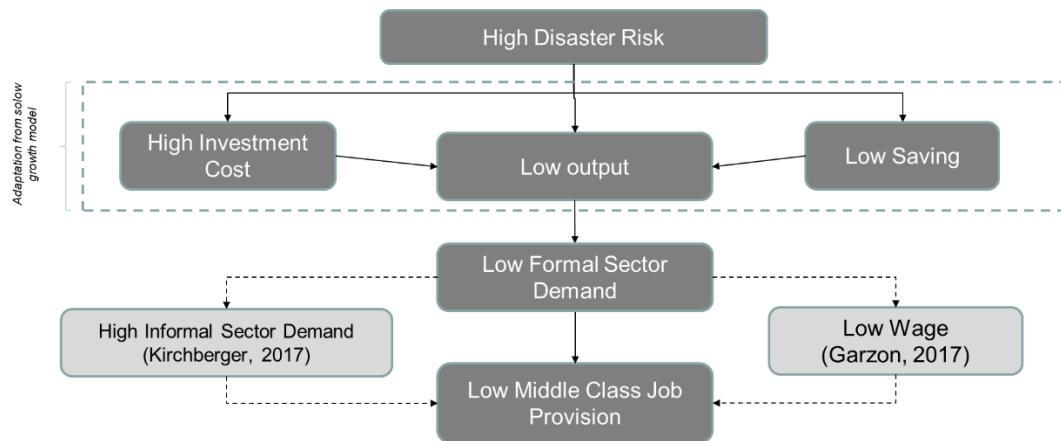 High Disaster Risk
Adaptation from solow
growth model
High Investment
Cost
Low output
Low Saving
Low Formal Sector
Demand
High Informal Sector Demand
(Kirchberger, 2017)
Low Wage
(Garzon, 2017)
Low Middle Class Job
Provision